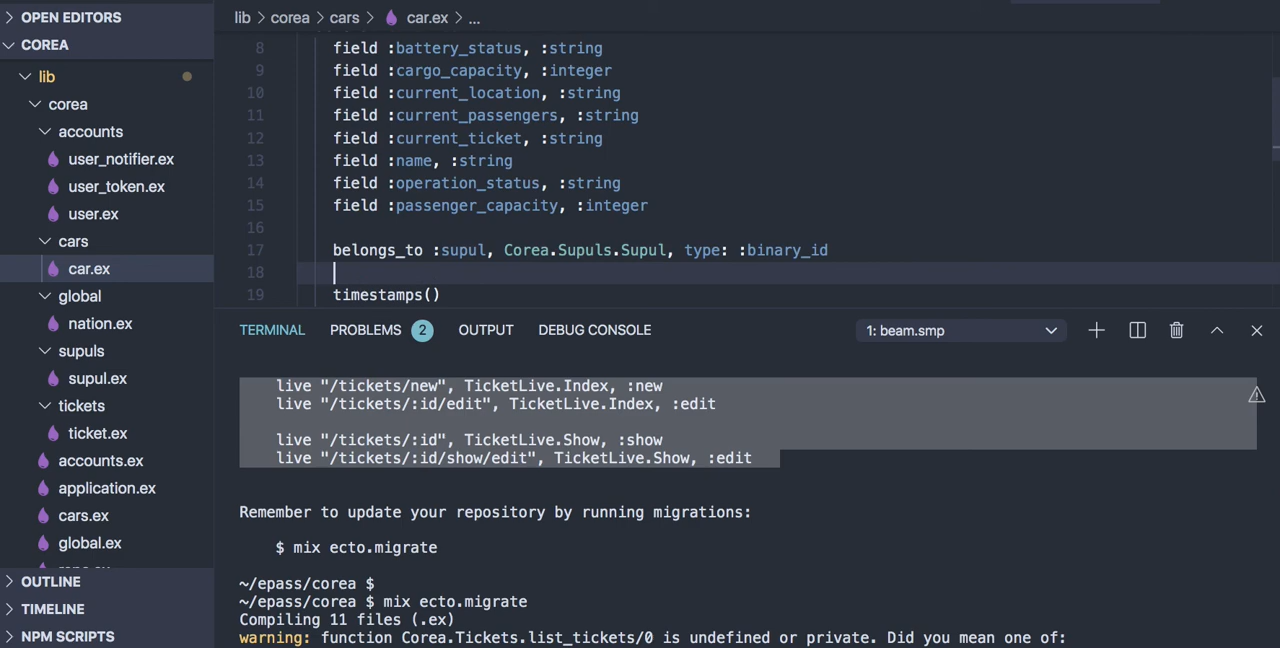 OPEN EDITORS
COREA
lib
corea
accounts
user_notifier.ex
user_token.ex
user.ex
cars
car.ex
global
nation.ex
supuls
supul.ex
tickets
ticket.ex
accounts.ex
application.ex
cars.ex
global.ex
OUTLINE
TIMELINE
NPM SCRIPTS
lib > corea > cars > car.ex > ...
8 field :battery_status, :string
9 field :cargo_capacity, :integer
10 field :current_location, :string
11 field :current_passengers, :string
12 field :current_ticket, :string
13 field :name, :string
14 field :operation_status, :string
15 field :passenger_capacity, :integer
16
17 belongs_to :supul, Corea.Supuls.Supul, type: :binary_id
18
19 timestamps()
TERMINAL PROBLEMS 2 OUTPUT DEBUG CONSOLE 1: beam.smp
live "/tickets/new", TicketLive.Index, :new
live "/tickets/:id/edit", TicketLive.Index, :edit
live "/tickets/:id", TicketLive.Show, :show
live "/tickets/:id/show/edit", TicketLive.Show, :edit
Remember to update your repository by running migrations:
$ mix ecto.migrate
~/epass/corea $
~/epass/corea $ mix ecto.migrate
Compiling 11 files (.ex)
warning: function Corea.Tickets.list_tickets/0 is undefined or private. Did you mean one of: